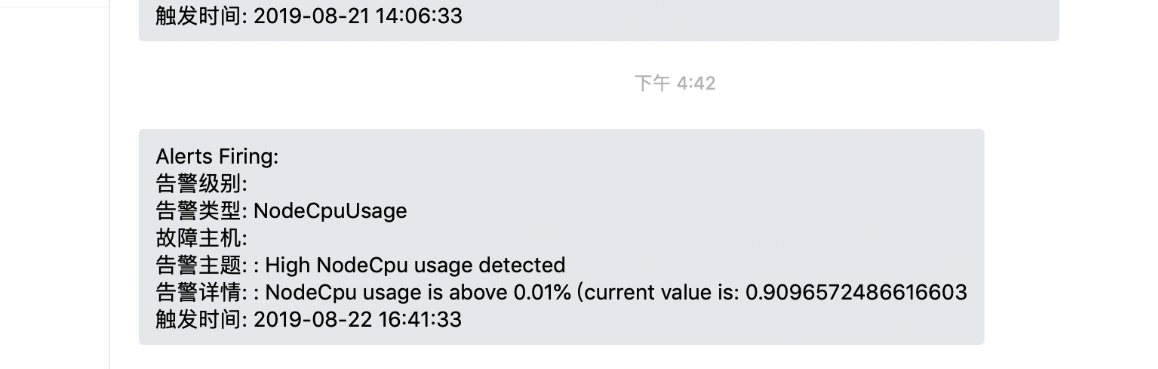 触发时间: 2019-08-21 14:06:33
下午 4:42
Alerts Firing:
告警级别:
告警类型: NodeCpuUsage
故障主机:
告警主题: : High NodeCpu usage detected
告警详情: : NodeCpu usage is above 0.01% (current value is: 0.9096572486616603
触发时间: 2019-08-22 16:41:33